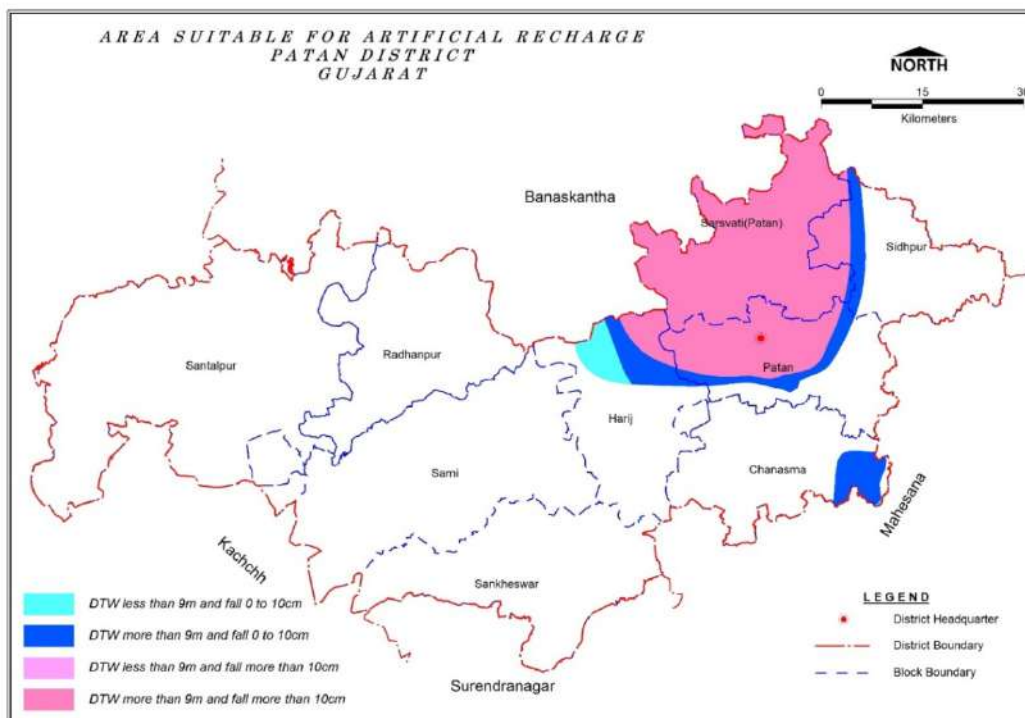 AREA SUITABLE FOR ARTIFICIAL RECHARGE
PATAN DISTRICT
GUJARAT
NORTH
0 15 30
Kilometers
Banaskantha
Sarsvati(Patan)
Sidhpur
Radhanpur
Santalpur
Patan
Harij
Sami
Chanasma
Mahesana
Kachchh
Sankheswar
Surendranagar
DTW less than 9m and fall 0 to 10cm
DTW more than 9m and fall 0 to 10cm
DTW less than 9m and fall more than 10cm
DTW more than 9m and fall more than 10cm
LEGEND
District Headquarter
District Boundary
Block Boundary